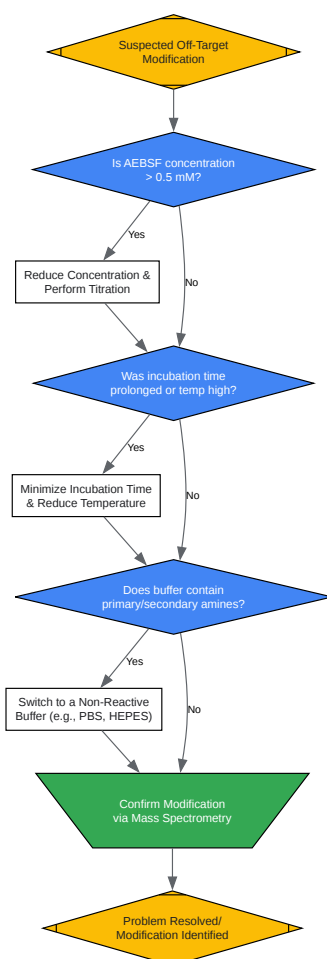 Suspected Off-Target
Modification
Is AEBSF concentration
> 0.5 mM?
Yes
Reduce Concentration &
Perform Titration
No
Was incubation time
prolonged or temp high?
Yes
Minimize Incubation Time
& Reduce Temperature
No
Does buffer contain
primary/secondary amines?
Yes
Switch to a Non-Reactive
Buffer (e.g., PBS, HEPES)
No
Confirm Modification
via Mass Spectrometry
Problem Resolved/
Modification Identified